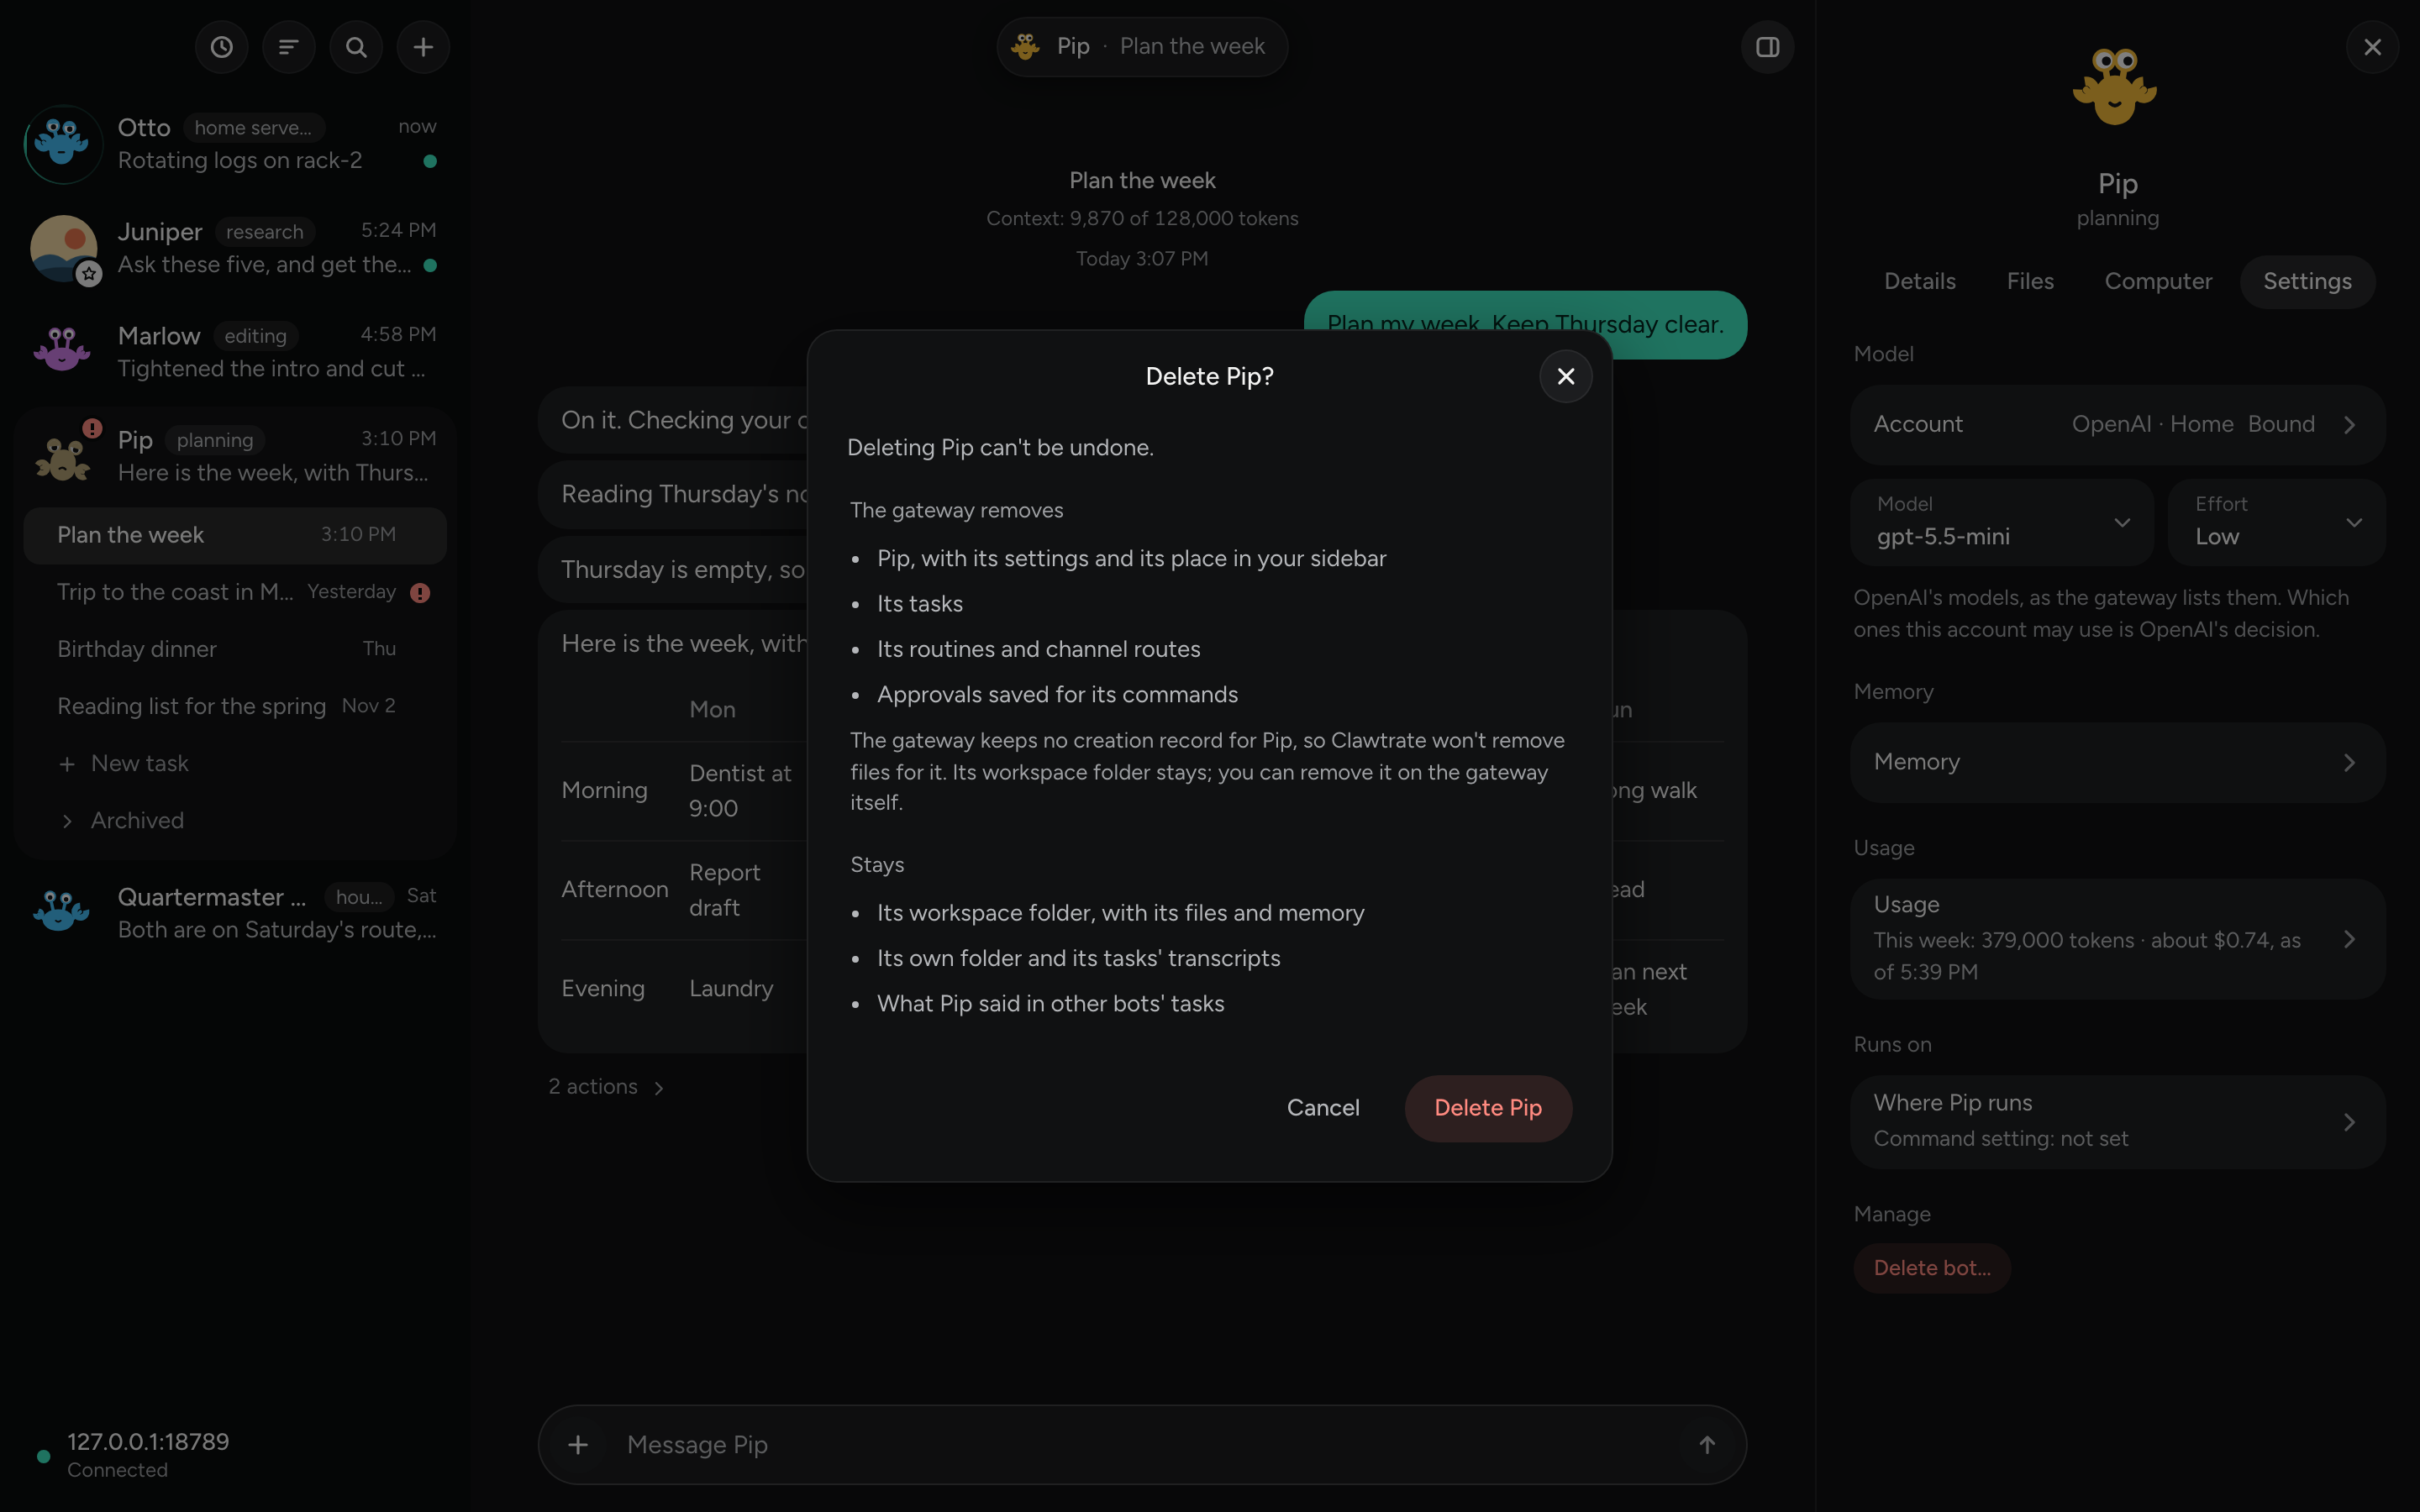 Otto home serve... now
Rotating logs on rack-2
Juniper research 5:24 PM
Ask these five, and get the...
Marlow editing 4:58 PM
Tightened the intro and cut ...
Pip planning 3:10 PM
Here is the week, with Thurs...
Plan the week 3:10 PM
Trip to the coast in M... Yesterday
Birthday dinner Thu
Reading list for the spring Nov 2
New task
Archived
Quartermaster ... hou... Sat
Both are on Saturday's route,...
127.0.0.1:18789
Connected
Pip · Plan the week
Plan the week
Context: 9,870 of 128,000 tokens
Today 3:07 PM
Plan my week. Keep Thursday clear.
On it. Checking your
Reading Thursday's
Thursday is empty, so
Here is the week, with
Mon
Morning Dentist at
9:00
walk
Afternoon Report
draft
Evening Laundry
next
2 actions
Message Pip
Delete Pip?
Deleting Pip can't be undone.
The gateway removes
• Pip, with its settings and its place in your sidebar
• Its tasks
• Its routines and channel routes
• Approvals saved for its commands
The gateway keeps no creation record for Pip, so Clawtrate won't remove
files for it. Its workspace folder stays; you can remove it on the gateway
itself.
Stays
• Its workspace folder, with its files and memory
• Its own folder and its tasks' transcripts
• What Pip said in other bots' tasks
Cancel Delete Pip
Pip
planning
Details Files Computer Settings
Model
Account OpenAI · Home Bound
Model
gpt-5.5-mini
Effort
Low
OpenAI's models, as the gateway lists them. Which
ones this account may use is OpenAI's decision.
Memory
Memory
Usage
Usage
This week: 379,000 tokens · about $0.74, as
of 5:39 PM
Runs on
Where Pip runs
Command setting: not set
Manage
Delete bot...